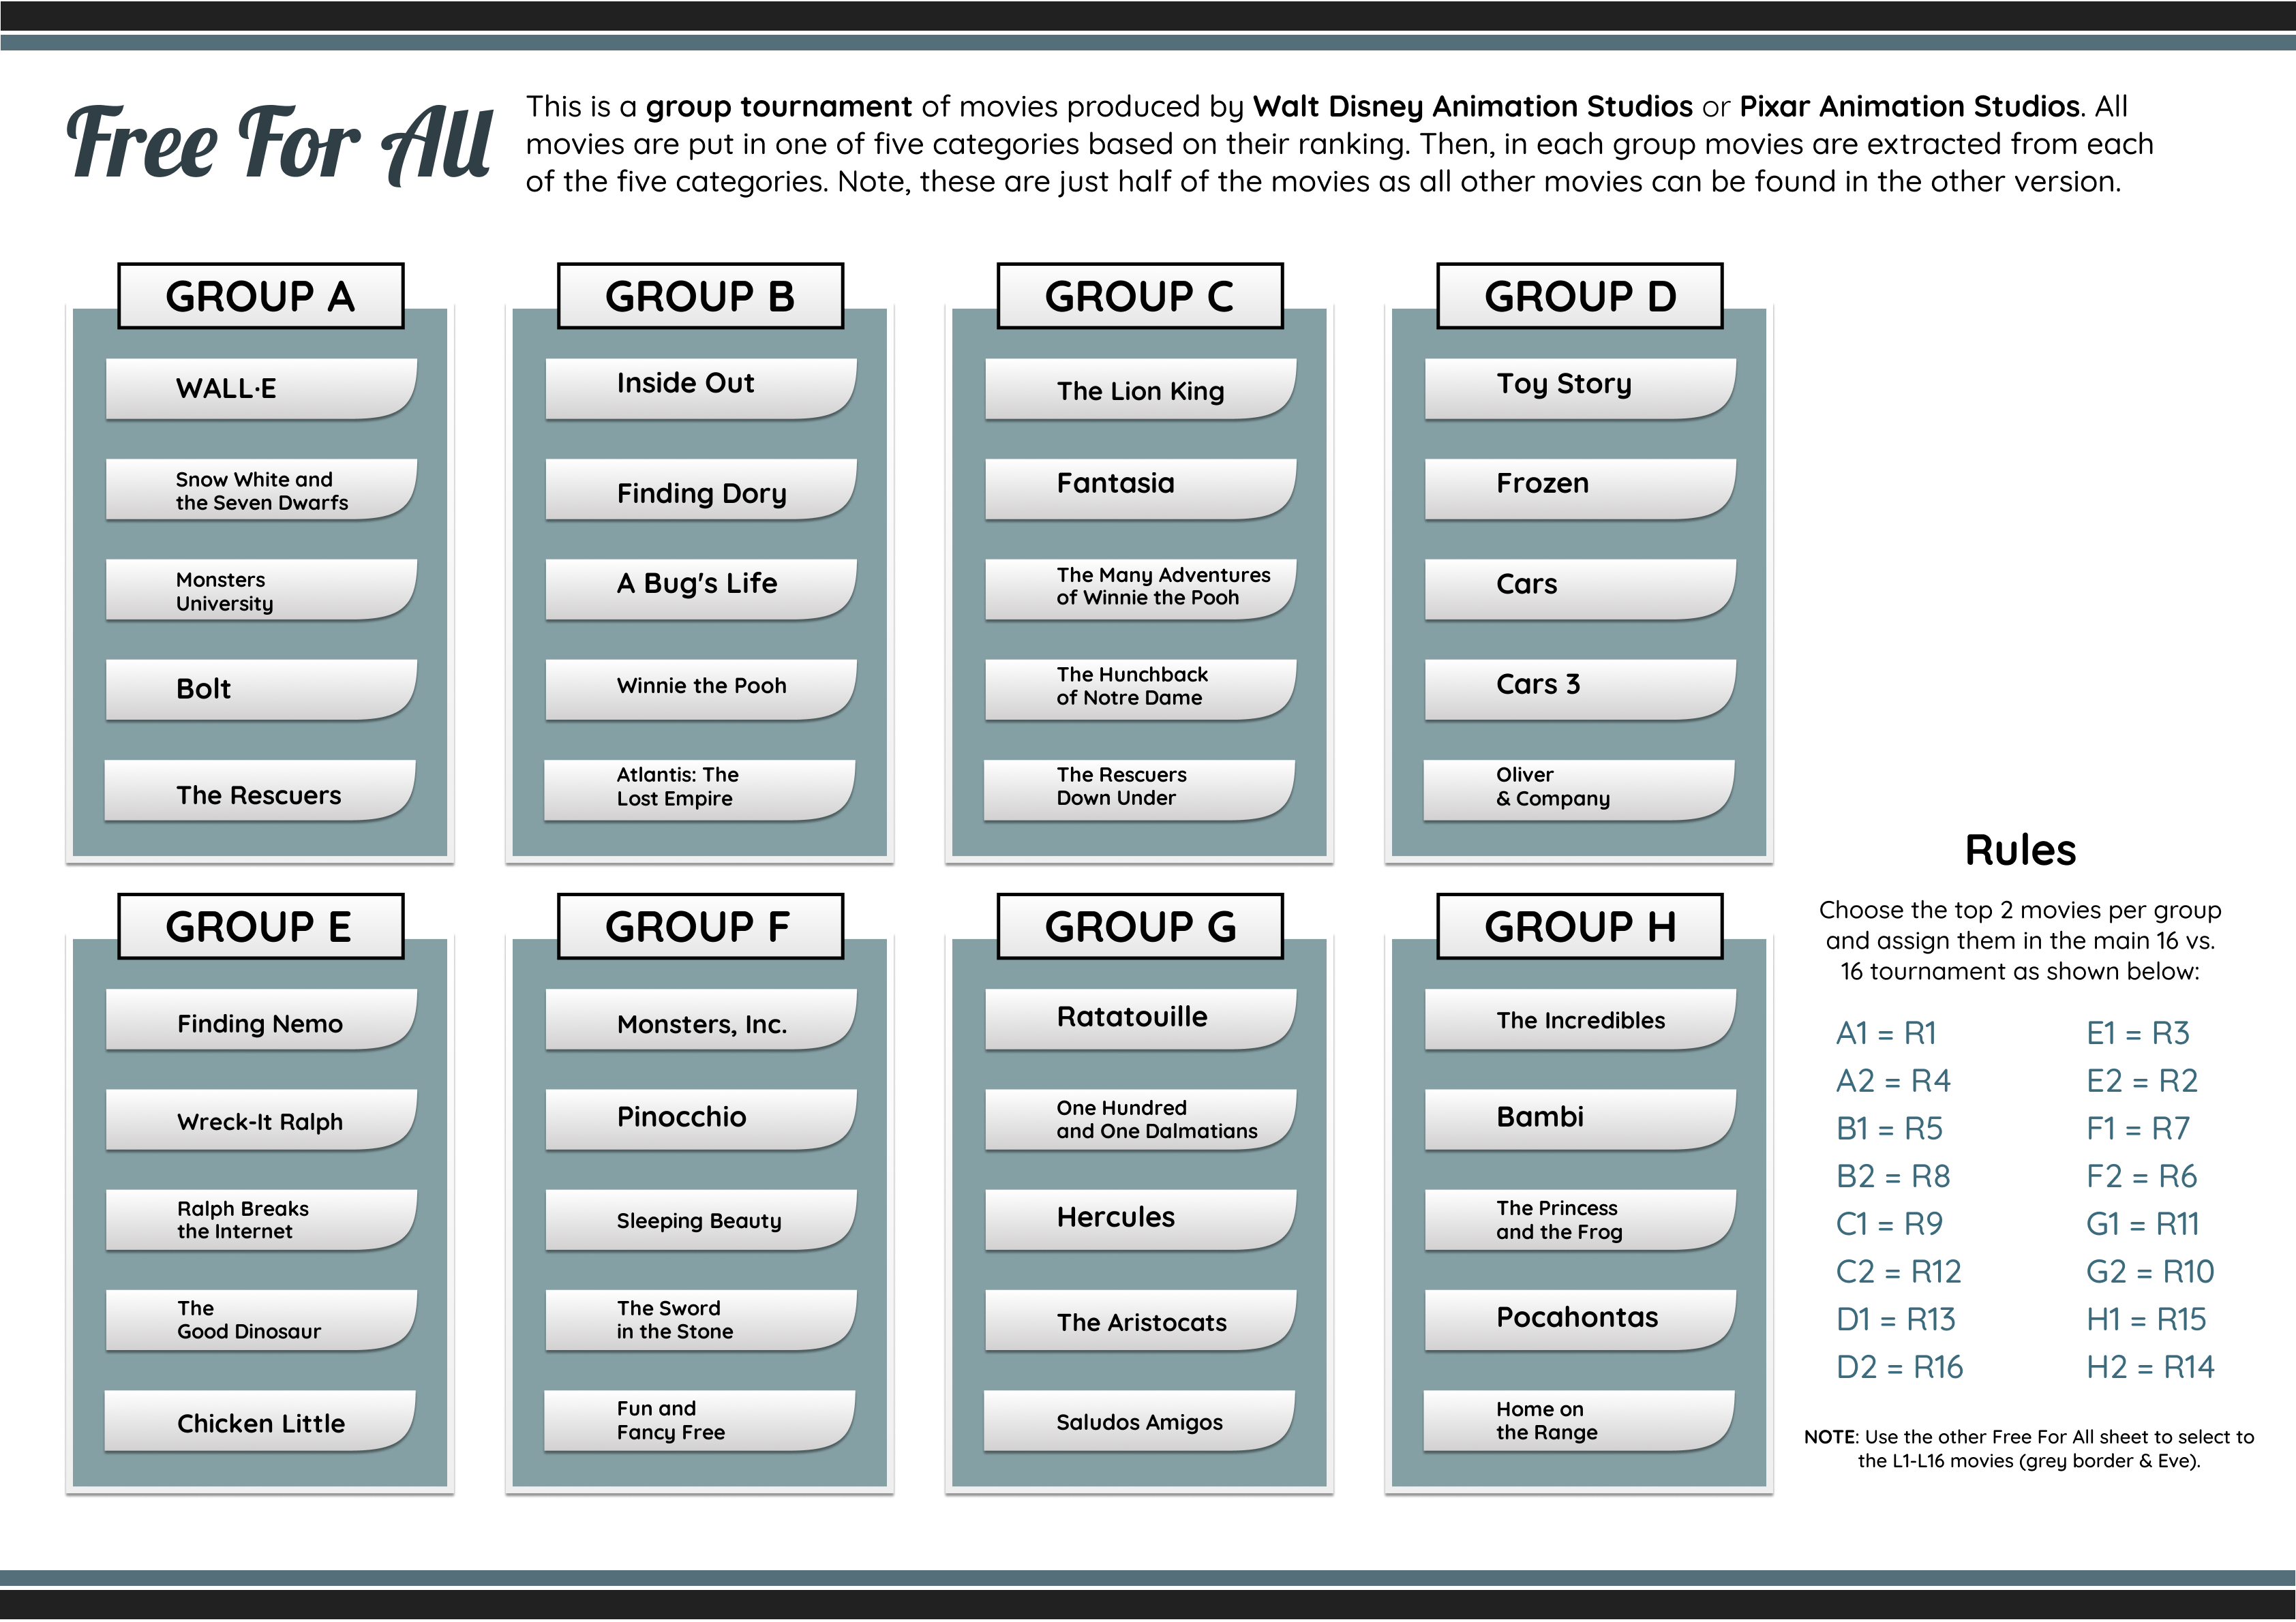 Free For All
This is a group tournament of movies produced by Walt Disney Animation Studios or Pixar Animation Studios. All
movies are put in one of five categories based on their ranking. Then, in each group movies are extracted from each
of the five categories. Note, these are just half of the movies as all other movies can be found in the other version.
GROUP A
WALL·E
Snow White and
the Seven Dwarfs
Monsters
University
Bolt
The Rescuers
GROUP B
Inside Out
Finding Dory
A Bug's Life
Winnie the Pooh
Atlantis: The
Lost Empire
GROUP C
The Lion King
Fantasia
The Many Adventures
of Winnie the Pooh
The Hunchback
of Notre Dame
The Rescuers
Down Under
GROUP D
Toy Story
Frozen
Cars
Cars 3
Oliver
& Company
GROUP E
Finding Nemo
Wreck-It Ralph
Ralph Breaks
the Internet
The
Good Dinosaur
Chicken Little
GROUP F
Monsters, Inc.
Pinocchio
Sleeping Beauty
The Sword
in the Stone
Fun and
Fancy Free
GROUP G
Ratatouille
One Hundred
and One Dalmatians
Hercules
The Aristocats
Saludos Amigos
GROUP H
The Incredibles
Bambi
The Princess
and the Frog
Pocahontas
Home on
the Range
Rules
Choose the top 2 movies per group
and assign them in the main 16 vs.
16 tournament as shown below:
A1 = R1
A2 = R4
B1 = R5
B2 = R8
C1 = R9
C2 = R12
D1 = R13
D2 = R16
E1 = R3
E2 = R2
F1 = R7
F2 = R6
G1 = R11
G2 = R10
H1 = R15
H2 = R14
NOTE: Use the other Free For All sheet to select to
the L1-L16 movies (grey border & Eve).